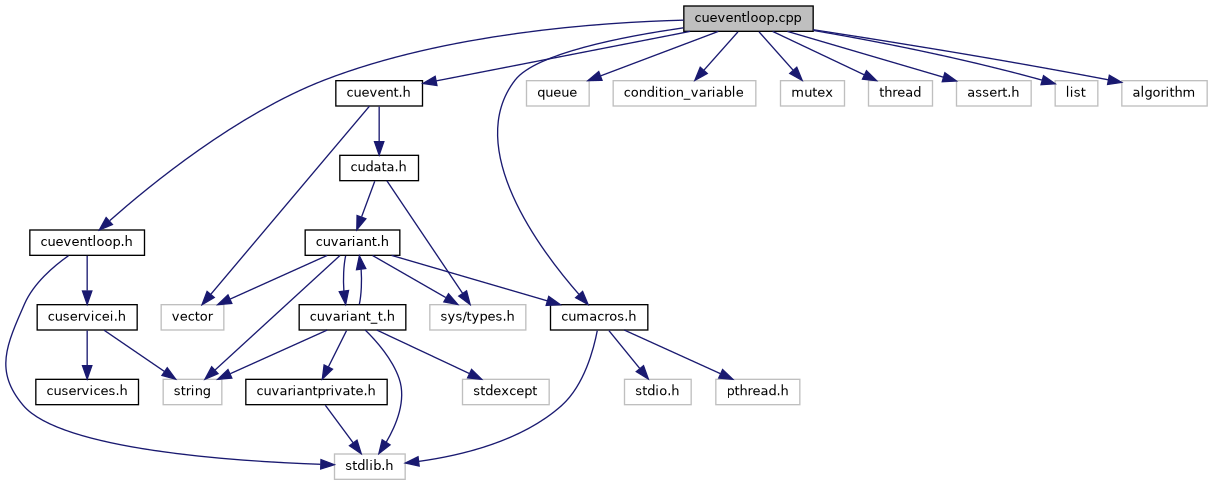 cueventloop.cpp
cuevent.h
queue
condition_variable
mutex
thread
assert.h
list
algorithm
cudata.h
cueventloop.h
cuvariant.h
cuservicei.h
vector
cuvariant_t.h
sys/types.h
cumacros.h
cuservices.h
string
cuvariantprivate.h
stdexcept
stdio.h
pthread.h
stdlib.h